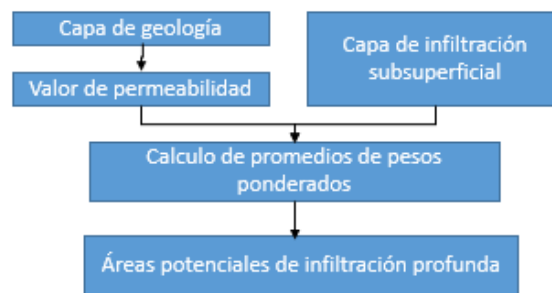 Capa de geología
Capa de infiltración
subsuperficial
Valor de permeabilidad
Calculo de promedios de pesos
ponderados
Áreas potenciales de infiltración profunda